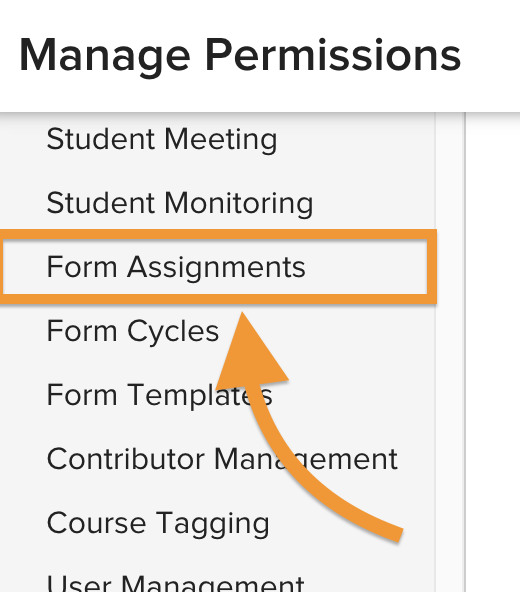 Manage Permissions
Student Meeting
Student Monitoring
Form Assignments
Form Cycles
Form Templates
Contributor Management
Course Tagging
User Management